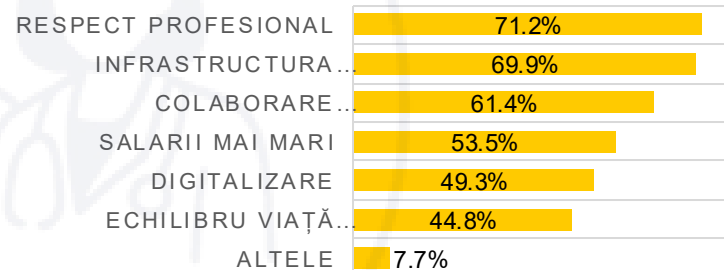 RESPECT PROFESIONAL 71.2%
INFRASTRUCTURA... 69.9%
COLABORARE... 61.4%
SALARII MAI MARI 53.5%
DIGITALIZARE 49.3%
ECHILIBRU VIAȚĂ... 44.8%
ALTELE 7.7%